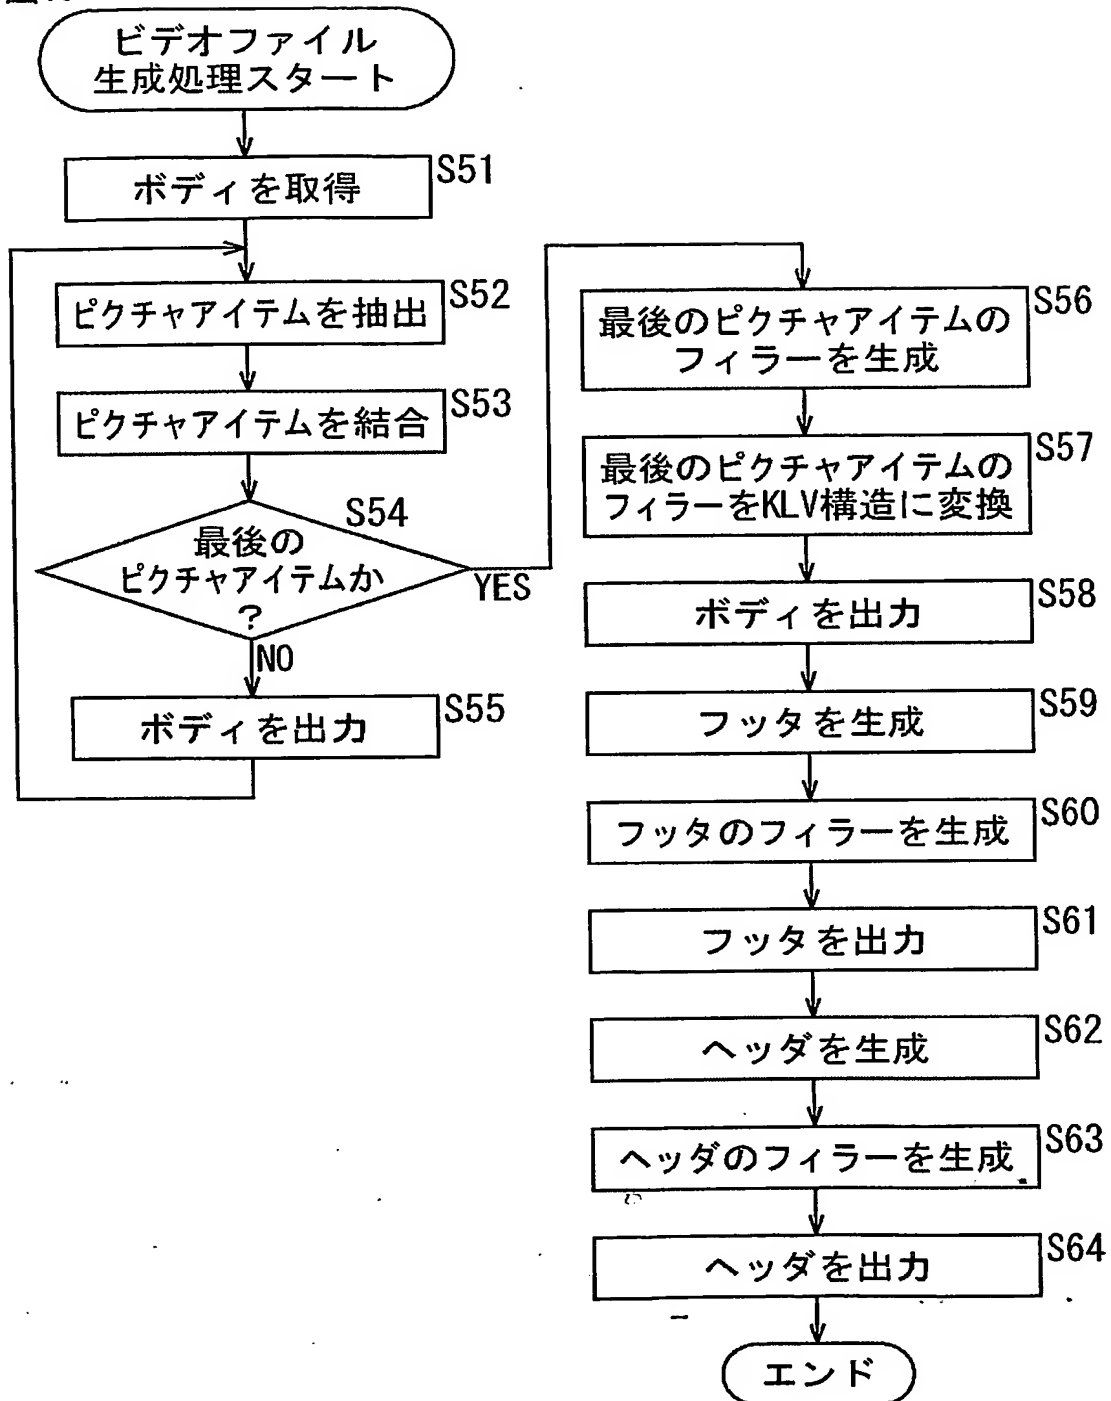 ビデオファイル
生成処理スタート
S51
ボディを取得
S52
ピクチャアイテムを抽出
S53
ピクチャアイテムを結合
S54
最後の
ピクチャアイテムか
?
YES
NO
S55
ボディを出力
S56
最後のピクチャアイテムの
フィラーを生成
S57
最後のピクチャアイテムの
フィラーをKLV構造に変換
S58
ボディを出力
S59
フッタを生成
S60
フッタのフィラーを生成
S61
フッタを出力
S62
ヘッダを生成
S63
ヘッダのフィラーを生成
S64
ヘッダを出力
エンド